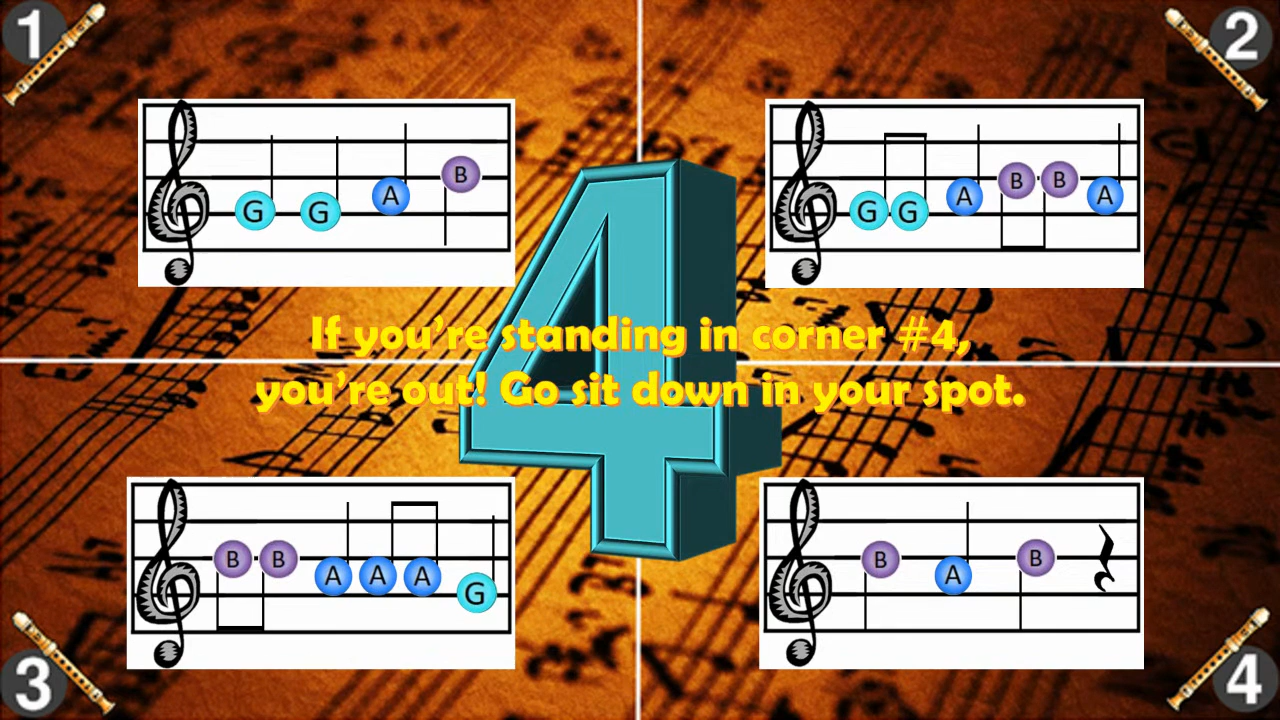 1
2
G G A B
G G A B B A
4
If you're standing in corner #4,
you're out! Go sit down in your spot.
B B A A A G
B A B
3
4